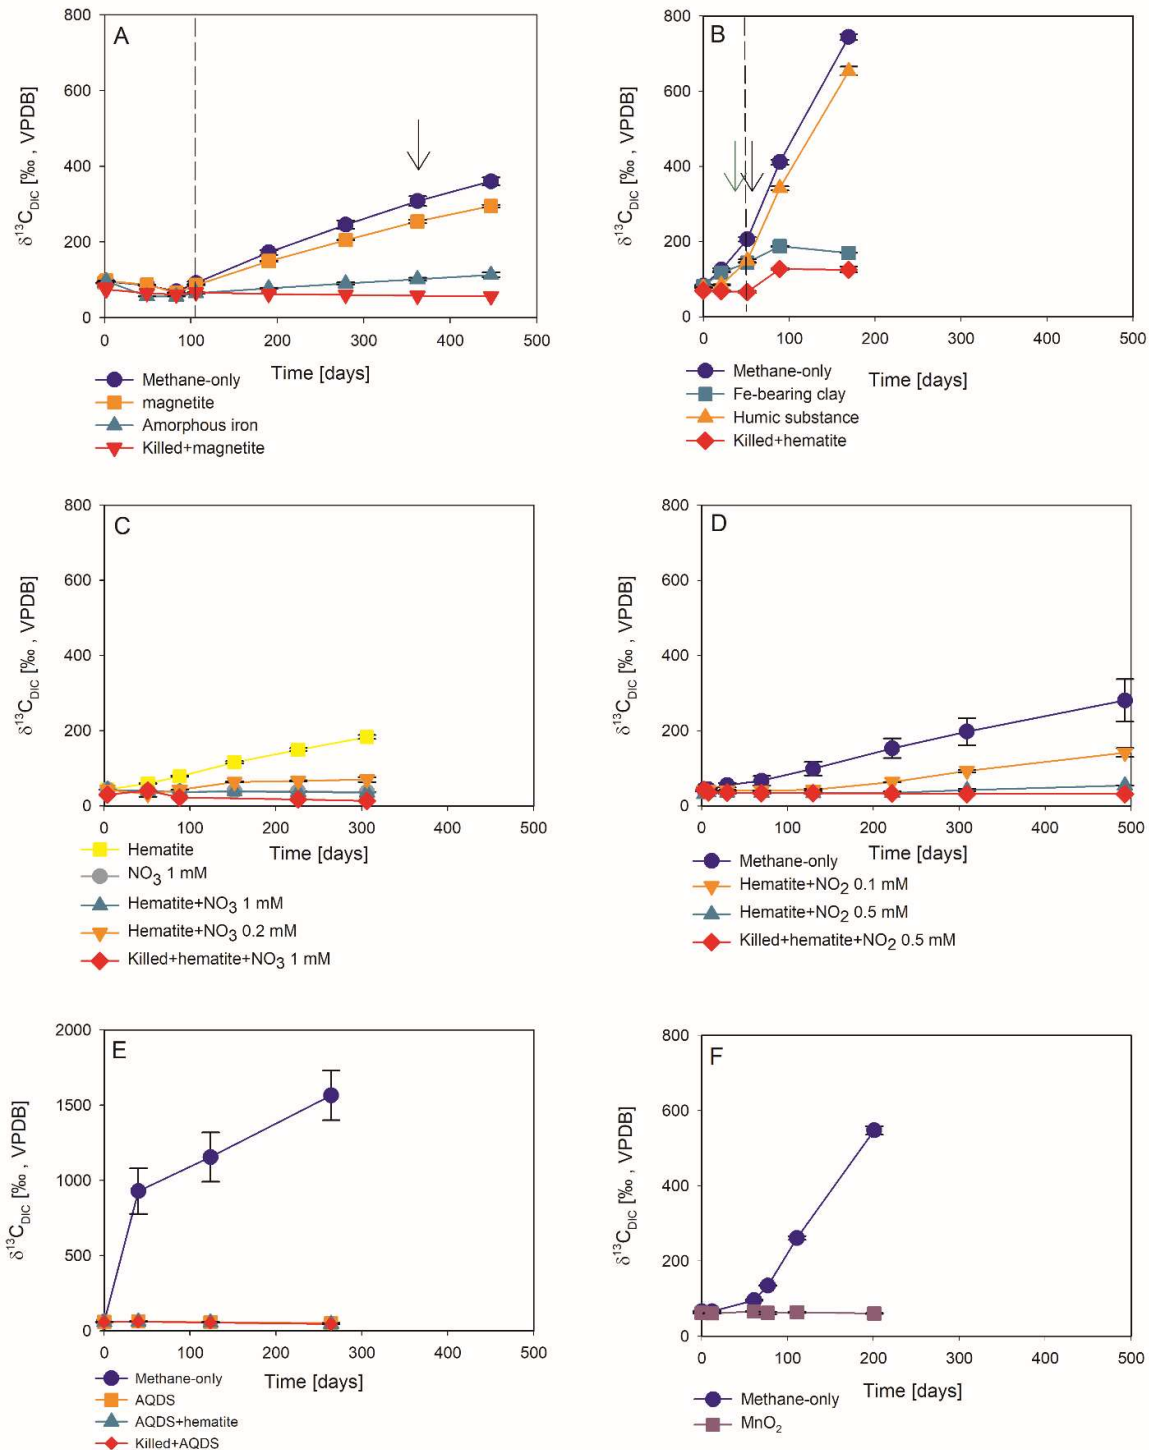 A
800
600
400
200
0
δ13CDIC [‰ , VPDB]
0 100 200 300 400 500
Time [days]
Methane-only
magnetite
Amorphous iron
Killed+magnetite
B
800
600
400
200
0
δ13CDIC [‰ , VPDB]
0 100 200 300 400 500
Time [days]
Methane-only
Fe-bearing clay
Humic substance
Killed+hematite
C
800
600
400
200
0
δ13CDIC [‰ , VPDB]
0 100 200 300 400 500
Time [days]
Hematite
NO3 1 mM
Hematite+NO3 1 mM
Hematite+NO3 0.2 mM
Killed+hematite+NO3 1 mM
D
800
600
400
200
0
δ13CDIC [‰ , VPDB]
0 100 200 300 400 500
Time [days]
Methane-only
Hematite+NO2 0.1 mM
Hematite+NO2 0.5 mM
Killed+hematite+NO2 0.5 mM
E
2000
1500
1000
500
0
δ13CDIC [‰ , VPDB]
0 100 200 300 400 500
Time [days]
Methane-only
AQDS
AQDS+hematite
Killed+AQDS
F
800
600
400
200
0
δ13CDIC [‰ , VPDB]
0 100 200 300 400 500
Time [days]
Methane-only
MnO2